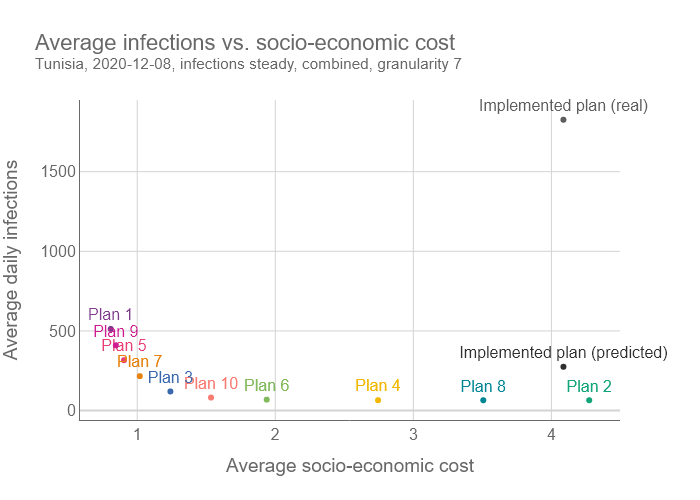 Average infections vs. socio-economic cost
Tunisia, 2020-12-08, infections steady, combined, granularity 7
Implemented plan (real)
1500
1000
Average daily infections
Plan 1
500
Plan 9
Plan 5
Implemented plan (predicted)
Plan 7
Plan 3
Plan 10
Plan 6
Plan 4
Plan 8
Plan 2
0
1
2
3
4
Average socio-economic cost